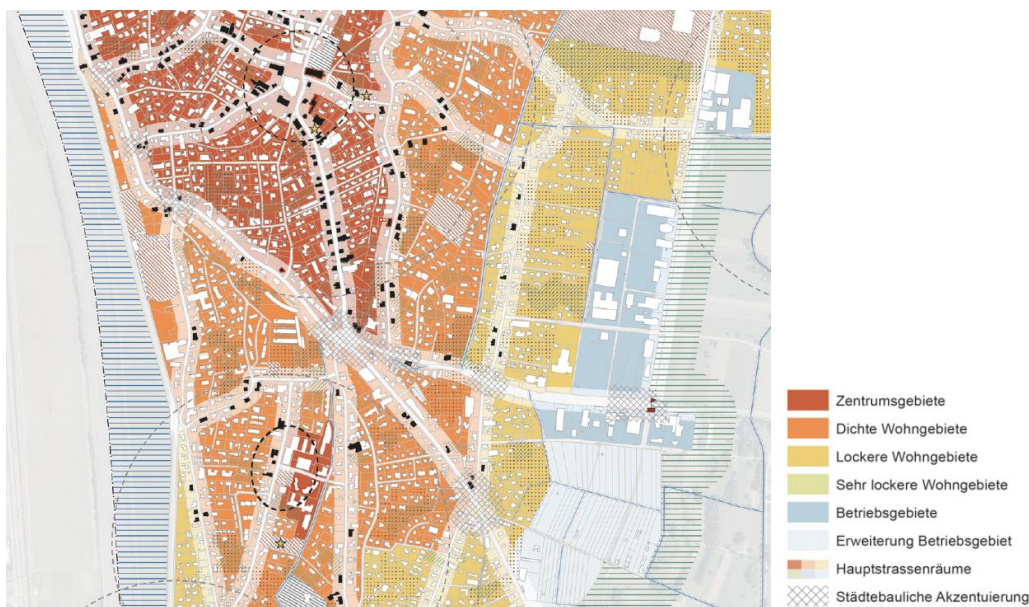 Zentrumsgebiete
Dichte Wohngebiete
Lockere Wohngebiete
Sehr lockere Wohngebiete
Betriebsgebiete
Erweiterung Betriebsgebiet
Hauptstrassenräume
Städtebauliche Akzentuierung